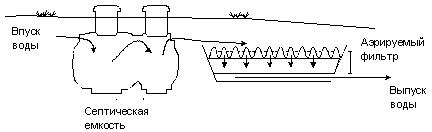 Впуск
воды
Аэрируемый
фильтр
Выпуск
воды
Септическая
емкость